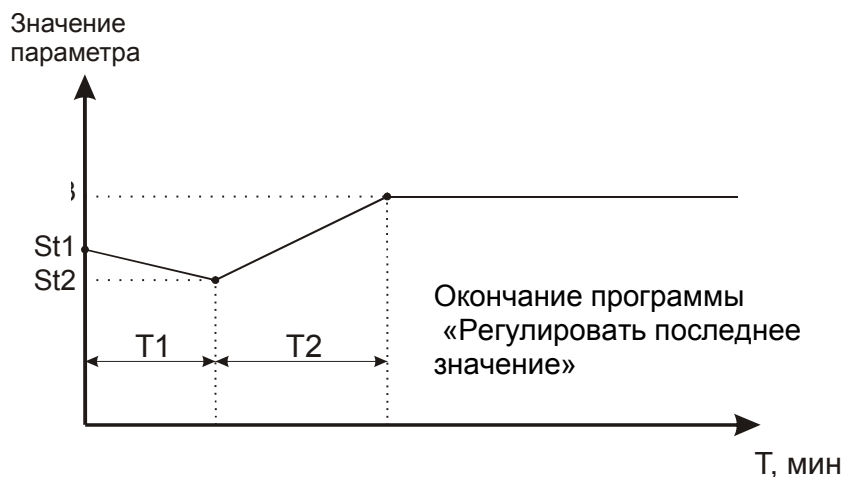 Значение
параметра
St1
St2
T1
T2
Окончание программы
«Регулировать последнее
значение»
T, мин